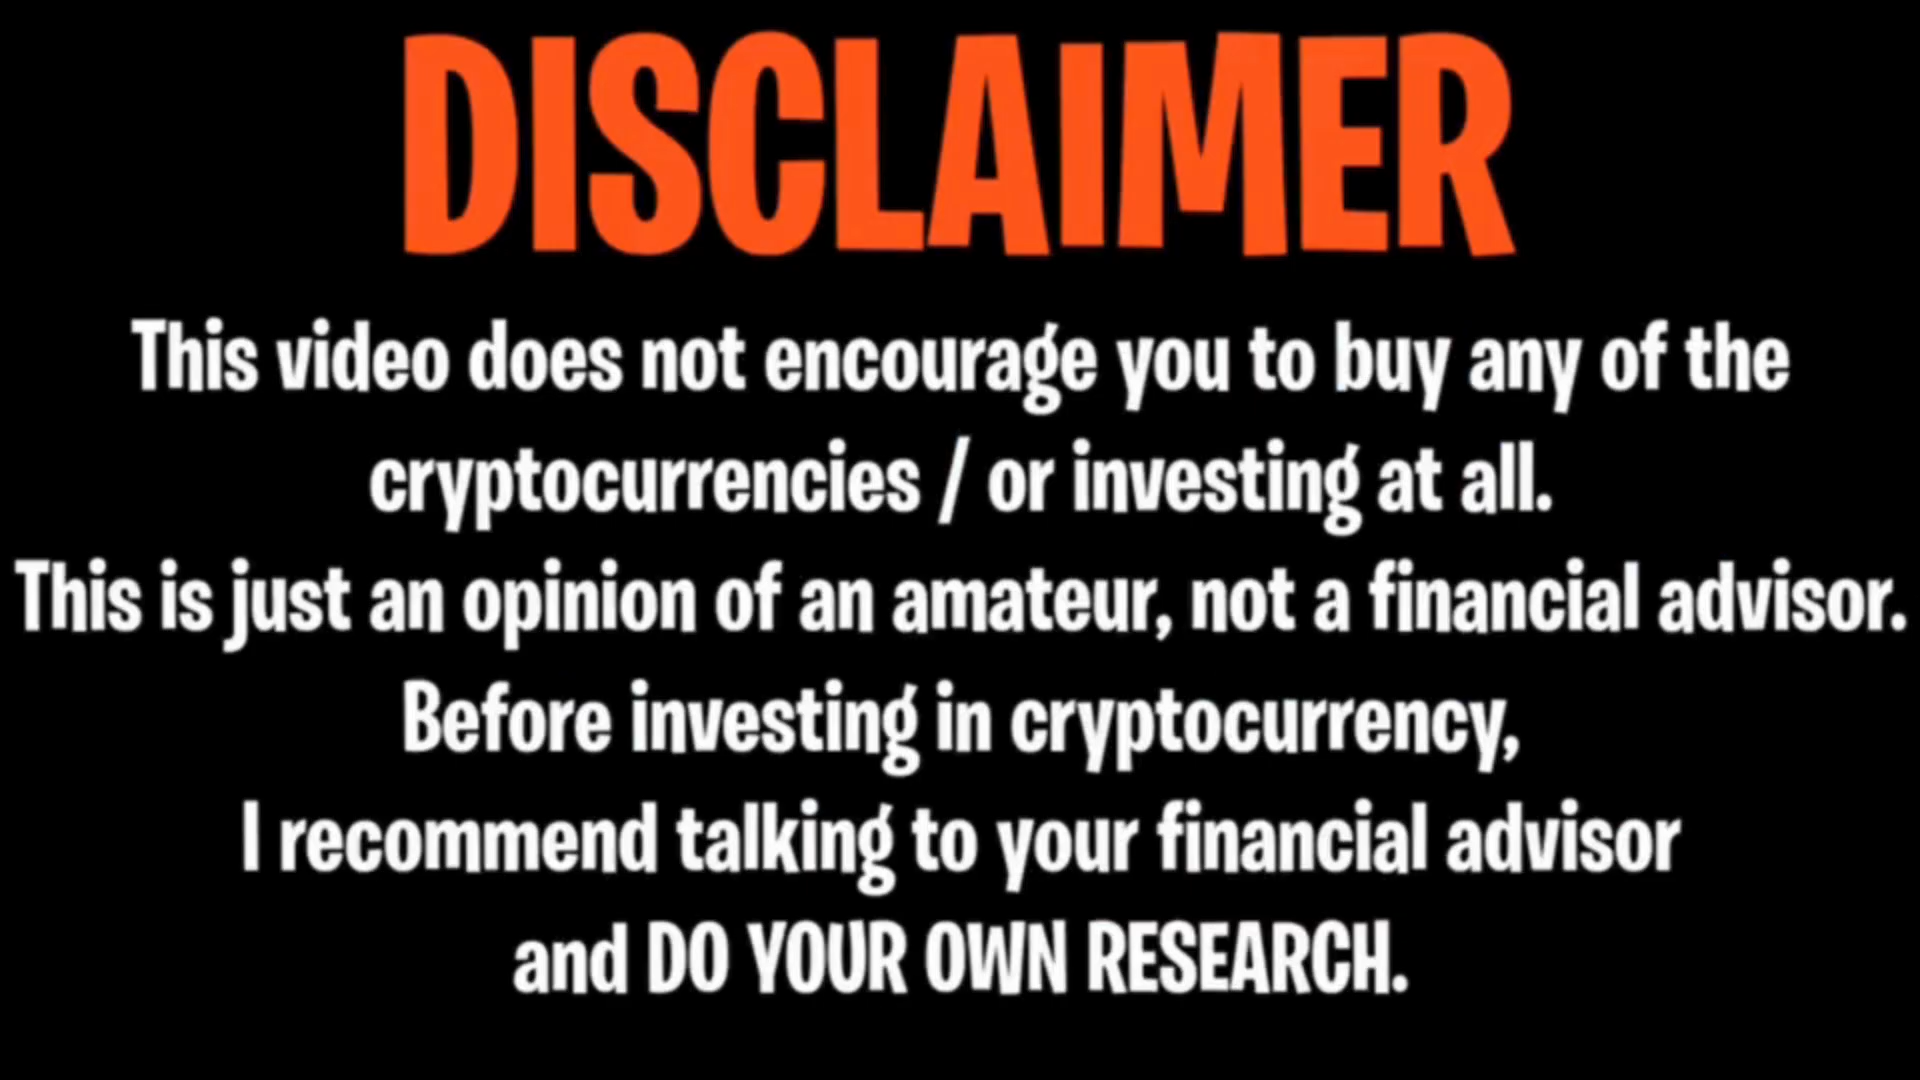 DISCLAIMER
This video does not encourage you to buy any of the
cryptocurrencies / or investing at all.
This is just an opinion of an amateur, not a financial advisor.
Before investing in cryptocurrency,
I recommend talking to your financial advisor
and DO YOUR OWN RESEARCH.